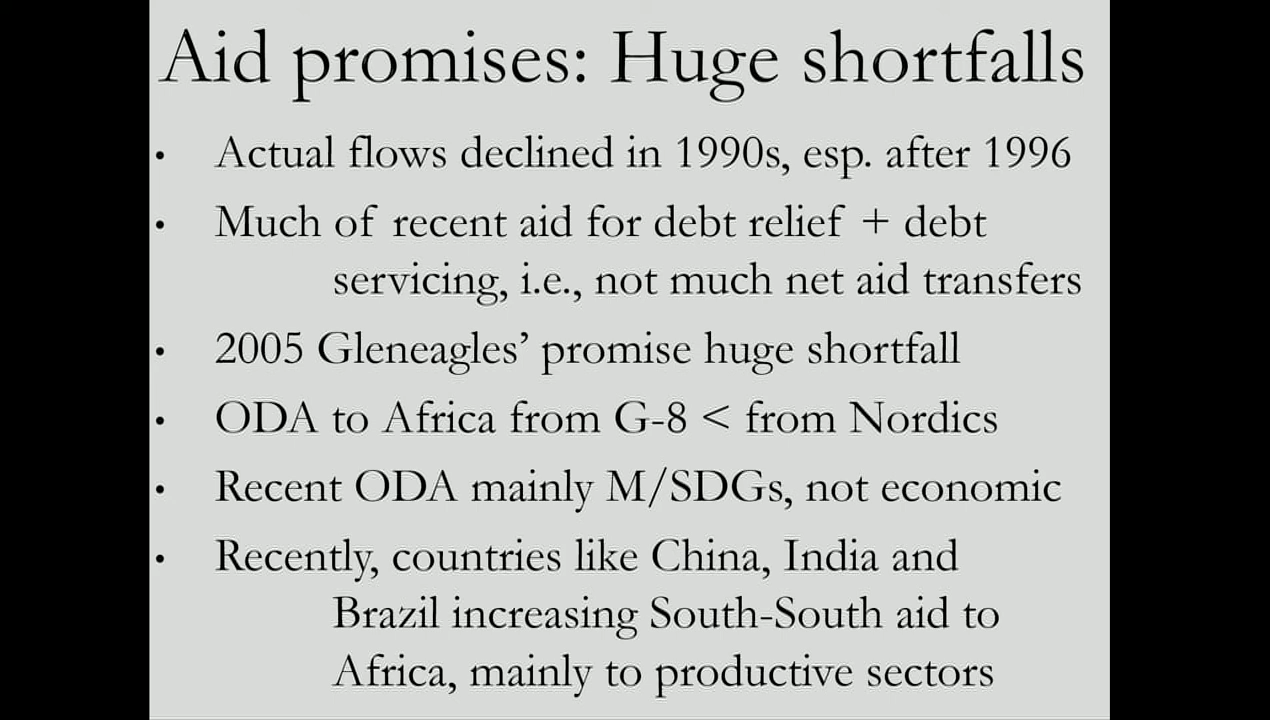 Aid promises: Huge shortfalls
• Actual flows declined in 1990s, esp. after 1996
• Much of recent aid for debt relief + debt
servicing, i.e., not much net aid transfers
• 2005 Gleneagles’ promise huge shortfall
• ODA to Africa from G-8 < from Nordics
• Recent ODA mainly M/SDGs, not economic
• Recently, countries like China, India and
Brazil increasing South-South aid to
Africa, mainly to productive sectors